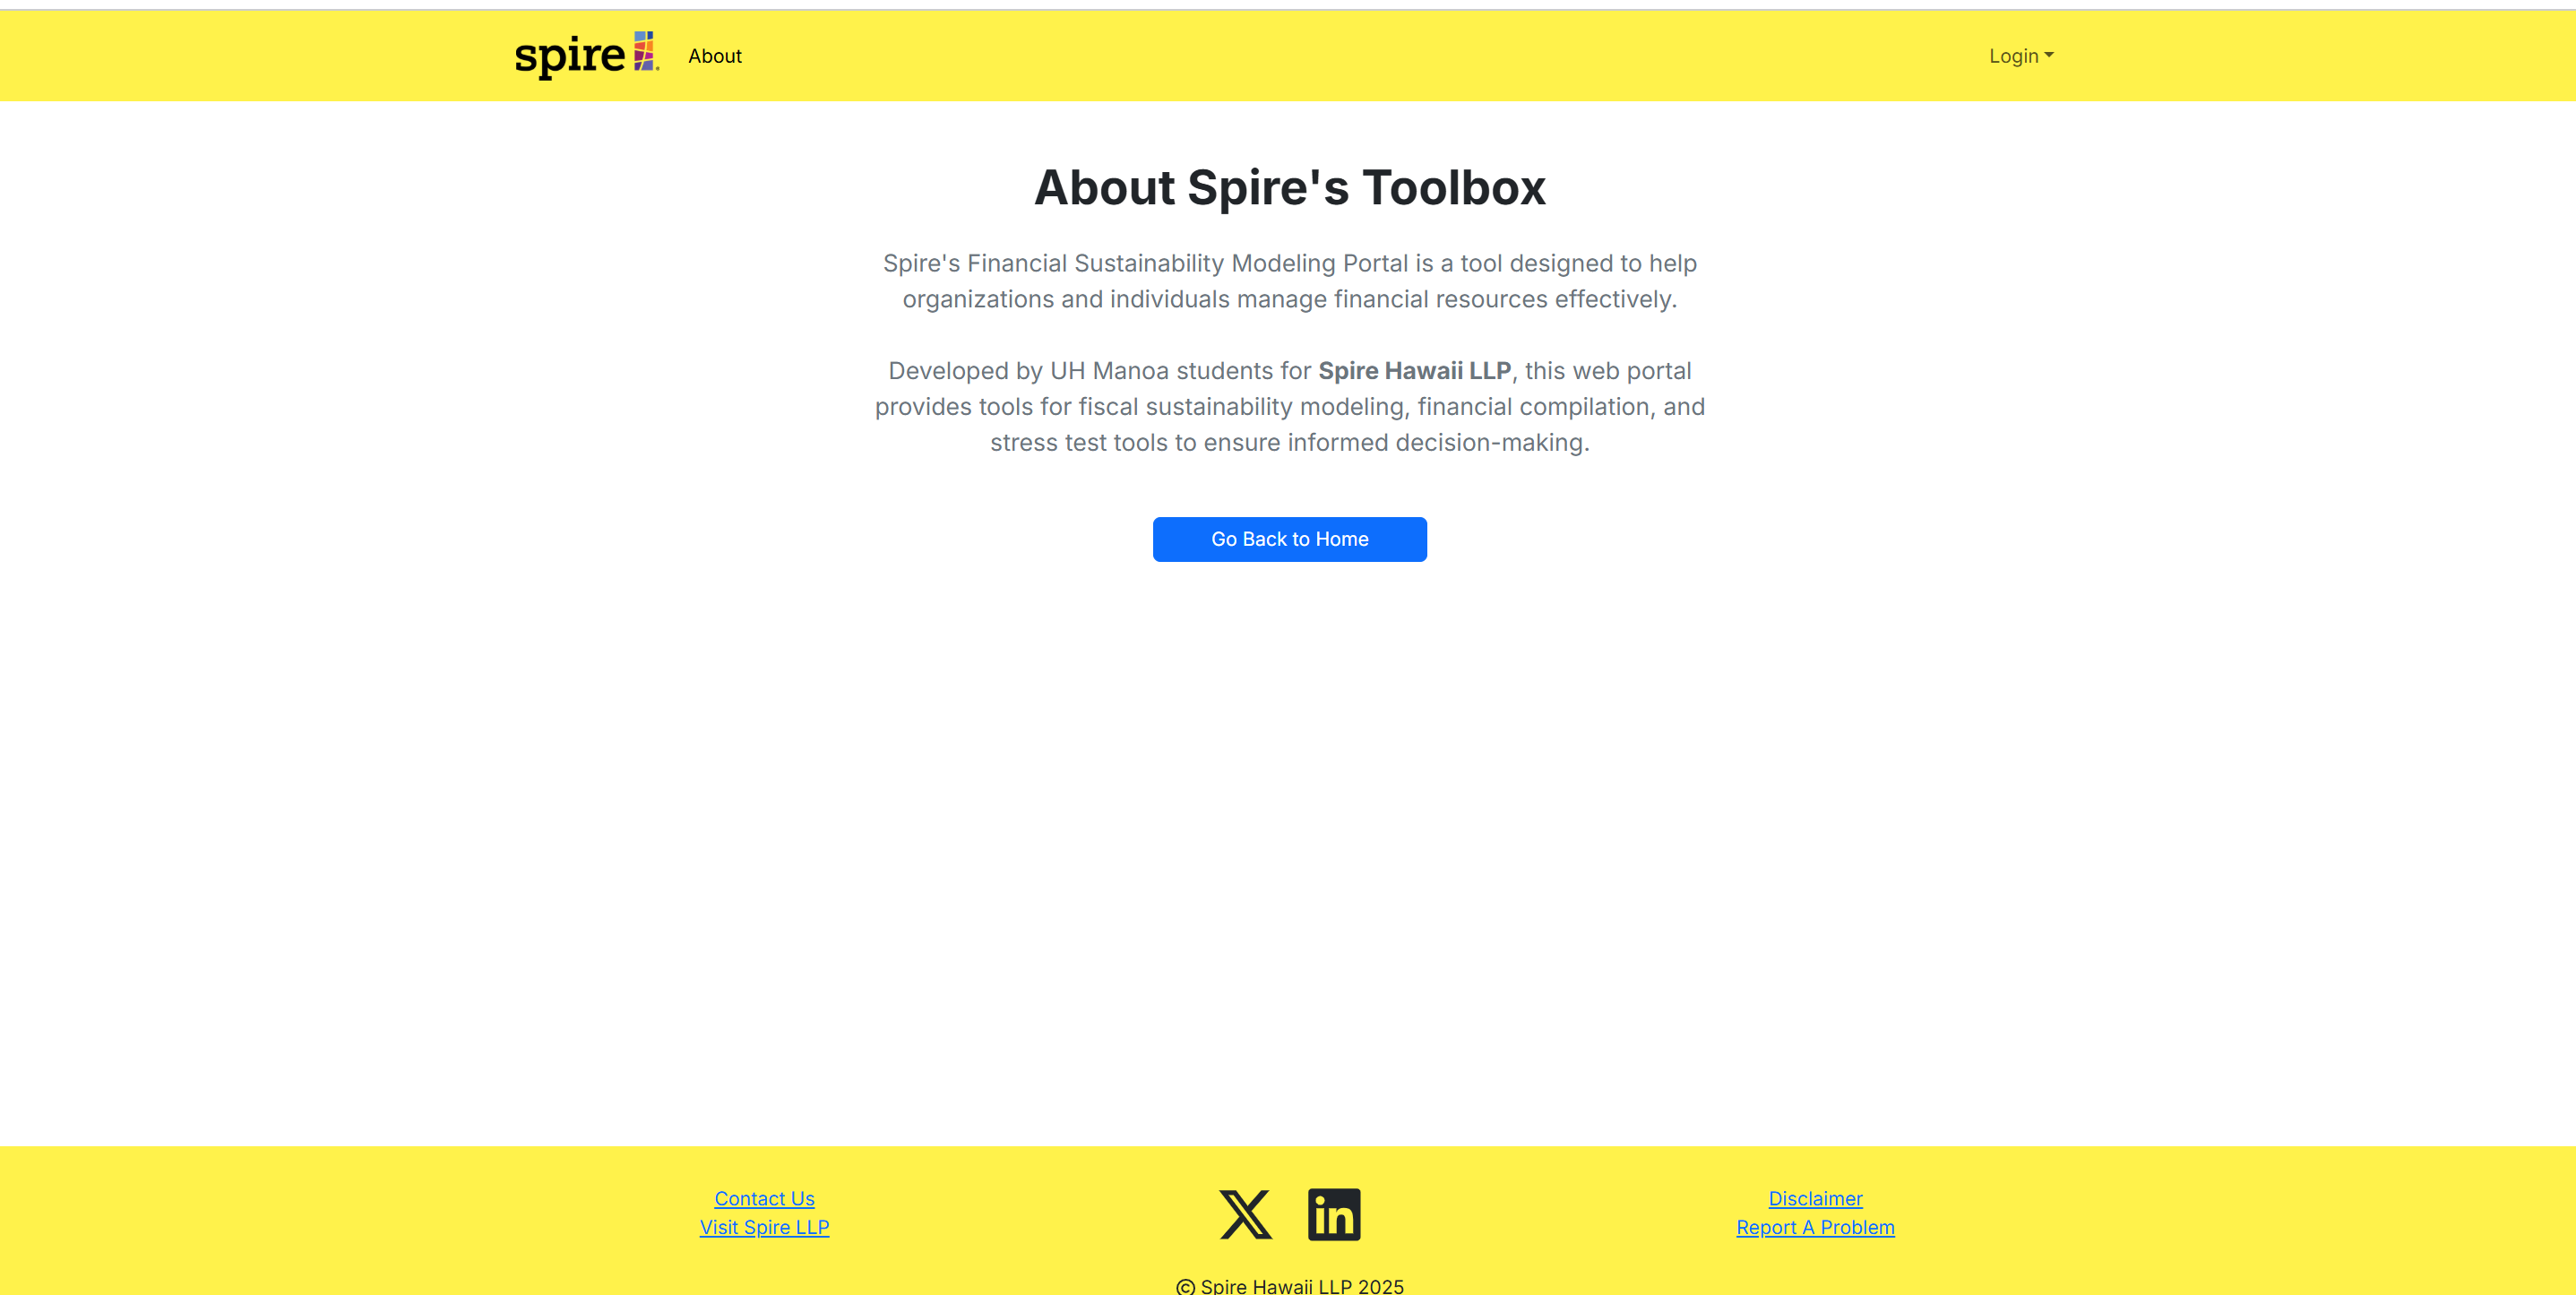 spire
About
Login
About Spire's Toolbox
Spire's Financial Sustainability Modeling Portal is a tool designed to help
organizations and individuals manage financial resources effectively.
Developed by UH Manoa students for Spire Hawaii LLP, this web portal
provides tools for fiscal sustainability modeling, financial compilation, and
stress test tools to ensure informed decision-making.
Go Back to Home
Contact Us
Visit Spire LLP
Disclaimer
Report A Problem
© Spire Hawaii LLP 2025